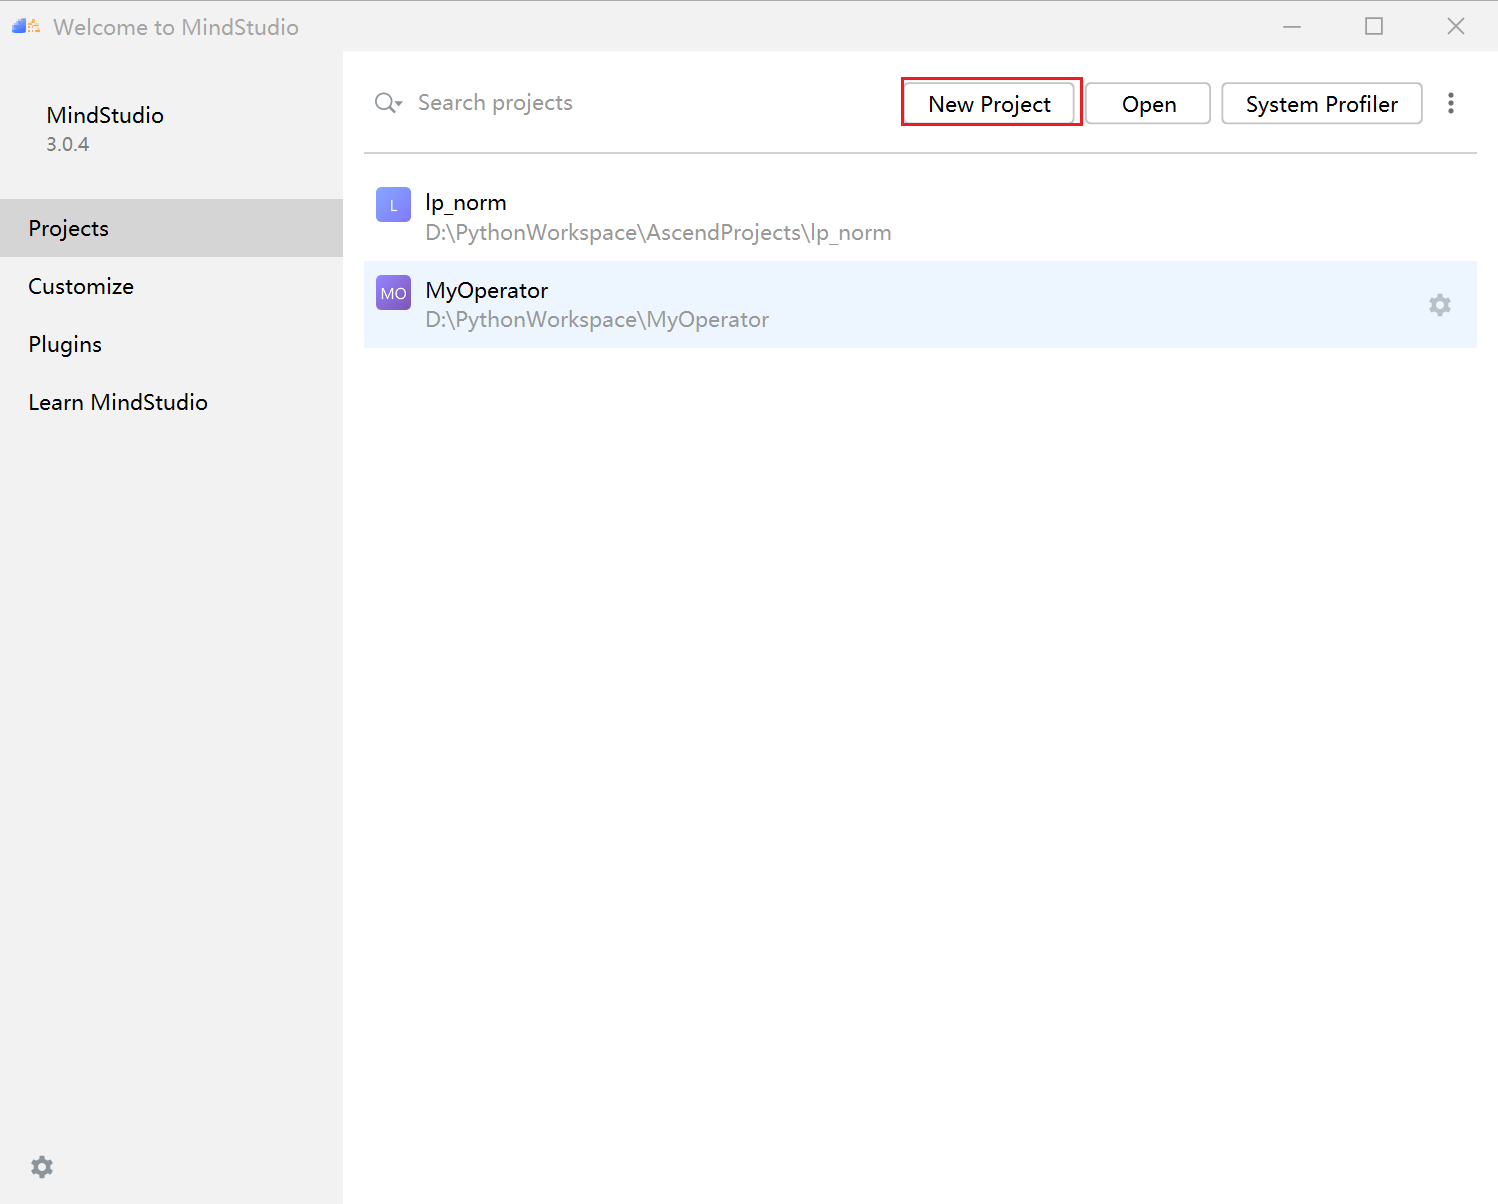 Welcome to MindStudio
MindStudio
3.0.4
Projects
Customize
Plugins
Learn MindStudio
Search projects
New Project
Open
System Profiler
L
lp_norm
D:\PythonWorkspace\AscendProjects\lp_norm
MO
MyOperator
D:\PythonWorkspace\MyOperator